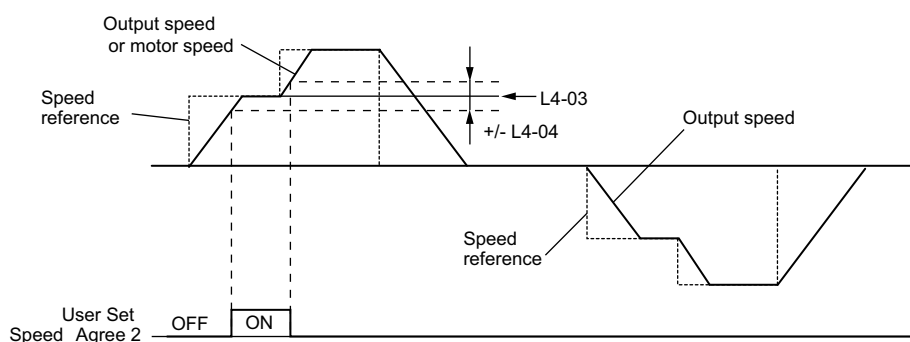 Output speed
or motor speed
Speed
reference
L4-03
+/- L4-04
Output speed
Speed
reference
User Set
Speed Agree 2
OFF
ON